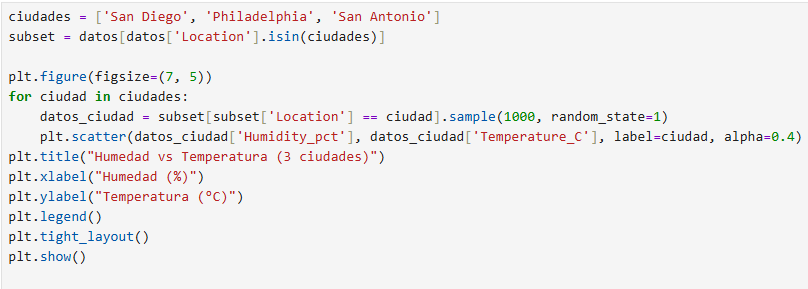 ciudades = ['San Diego', 'Philadelphia', 'San Antonio']
subset = datos[datos['Location'].isin(ciudades)]

plt.figure(figsize=(7, 5))
for ciudad in ciudades:
    datos_ciudad = subset[subset['Location'] == ciudad].sample(1000, random_state=1)
    plt.scatter(datos_ciudad['Humidity_pct'], datos_ciudad['Temperature_C'], label=ciudad, alpha=0.4)
plt.title("Humedad vs Temperatura (3 ciudades)")
plt.xlabel("Humedad (%)")
plt.ylabel("Temperatura (ºC)")
plt.legend()
plt.tight_layout()
plt.show()